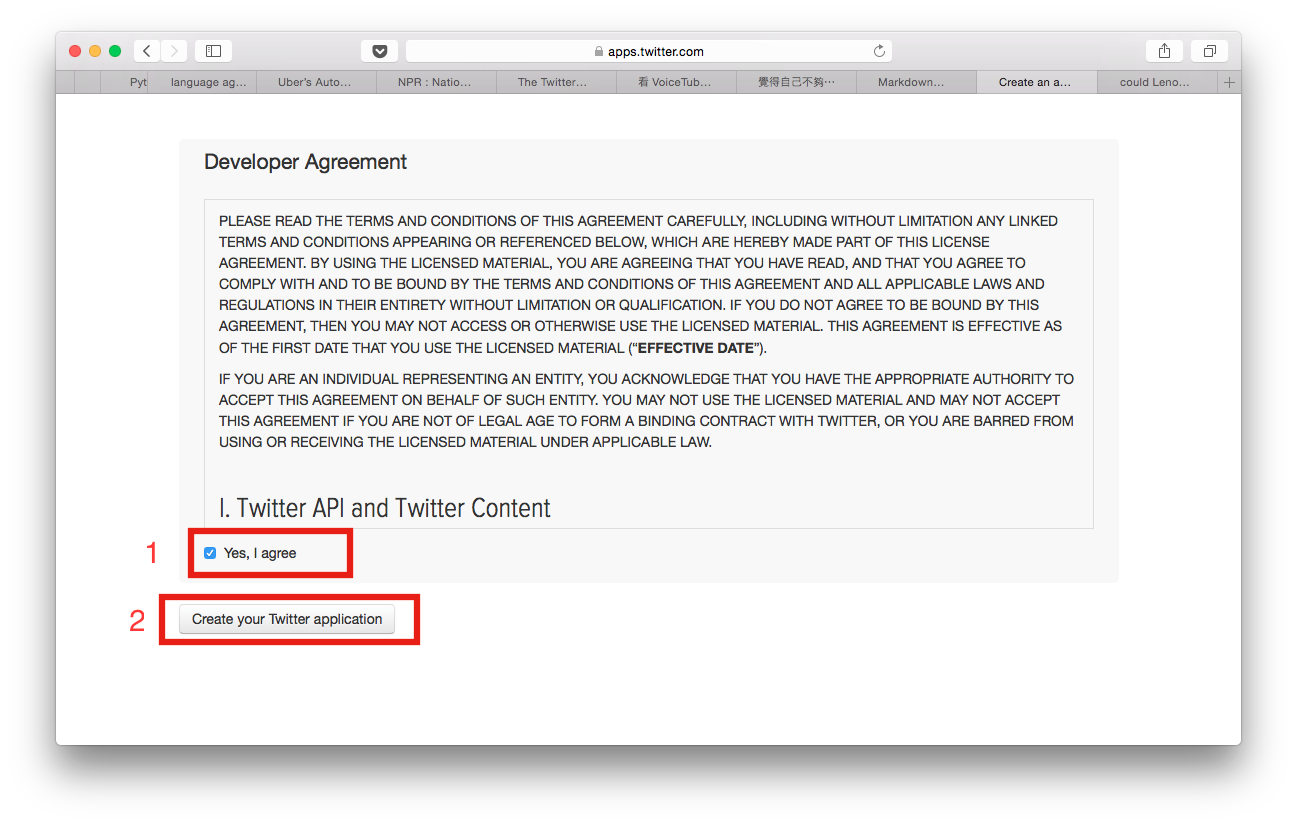 apps.twitter.com
Pyt
language ag...
Uber's Auto...
NPR : Natio...
The Twitter...
看 VoiceTub...
覺得自己不夠⋯
Markdown...
Create an a...
could Leno...
Developer Agreement
PLEASE READ THE TERMS AND CONDITIONS OF THIS AGREEMENT CAREFULLY, INCLUDING WITHOUT LIMITATION ANY LINKED
TERMS AND CONDITIONS APPEARING OR REFERENCED BELOW, WHICH ARE HEREBY MADE PART OF THIS LICENSE
AGREEMENT. BY USING THE LICENSED MATERIAL, YOU ARE AGREEING THAT YOU HAVE READ, AND THAT YOU AGREE TO
COMPLY WITH AND TO BE BOUND BY THE TERMS AND CONDITIONS OF THIS AGREEMENT AND ALL APPLICABLE LAWS AND
REGULATIONS IN THEIR ENTIRETY WITHOUT LIMITATION OR QUALIFICATION. IF YOU DO NOT AGREE TO BE BOUND BY THIS
AGREEMENT, THEN YOU MAY NOT ACCESS OR OTHERWISE USE THE LICENSED MATERIAL. THIS AGREEMENT IS EFFECTIVE AS
OF THE FIRST DATE THAT YOU USE THE LICENSED MATERIAL (“EFFECTIVE DATE”).
IF YOU ARE AN INDIVIDUAL REPRESENTING AN ENTITY, YOU ACKNOWLEDGE THAT YOU HAVE THE APPROPRIATE AUTHORITY TO
ACCEPT THIS AGREEMENT ON BEHALF OF SUCH ENTITY. YOU MAY NOT USE THE LICENSED MATERIAL AND MAY NOT ACCEPT
THIS AGREEMENT IF YOU ARE NOT OF LEGAL AGE TO FORM A BINDING CONTRACT WITH TWITTER, OR YOU ARE BARRED FROM
USING OR RECEIVING THE LICENSED MATERIAL UNDER APPLICABLE LAW.
I. Twitter API and Twitter Content
1
Yes, I agree
2
Create your Twitter application